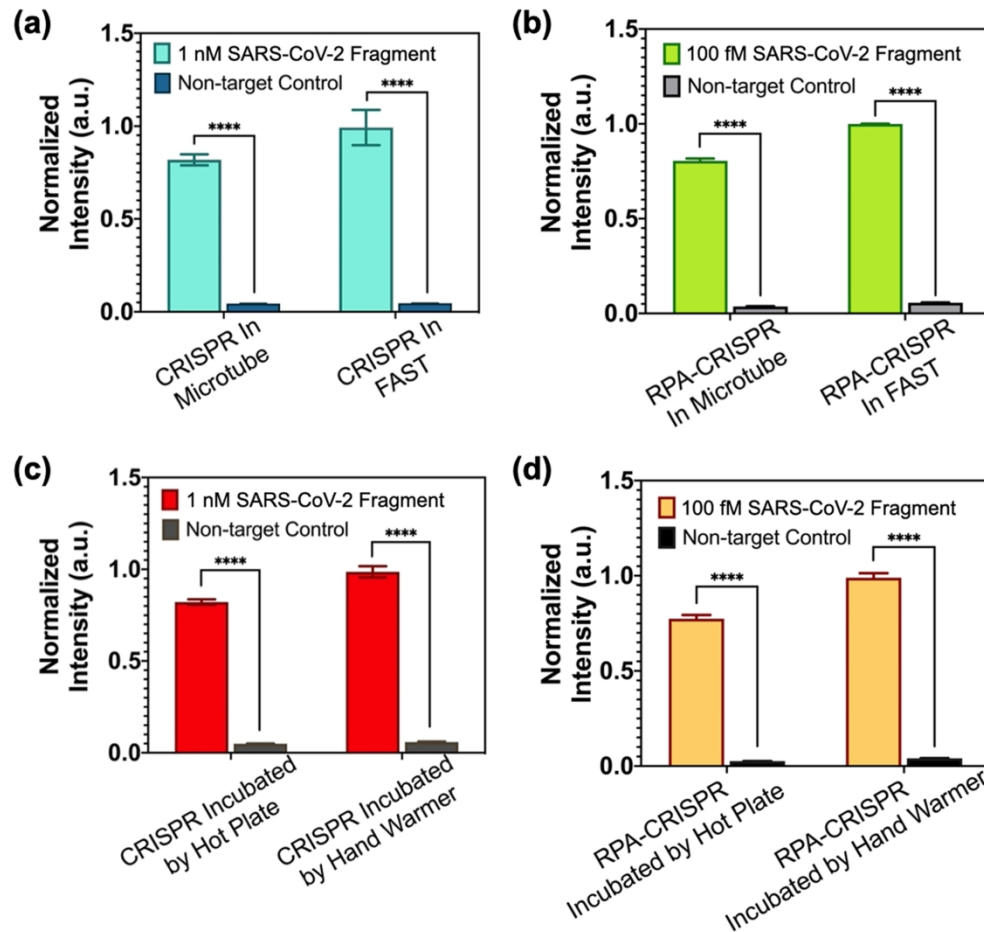 (a)
Normalized
Intensity (a.u.)
1.5
1.0
0.5
0.0
1 nM SARS-CoV-2 Fragment
Non-target Control
****
****
CRISPR In
Microtube
CRISPR In
FAST
(b)
Normalized
Intensity (a.u.)
1.5
1.0
0.5
0.0
100 fM SARS-CoV-2 Fragment
Non-target Control
****
****
RPA-CRISPR
In Microtube
RPA-CRISPR
In FAST
(c)
Normalized
Intensity (a.u.)
1.5
1.0
0.5
0.0
1 nM SARS-CoV-2 Fragment
Non-target Control
****
****
CRISPR Incubated
by Hot Plate
CRISPR Incubated
by Hand Warmer
(d)
Normalized
Intensity (a.u.)
1.5
1.0
0.5
0.0
100 fM SARS-CoV-2 Fragment
Non-target Control
****
****
RPA-CRISPR
Incubated by Hot Plate
RPA-CRISPR
Incubated by Hand Warmer